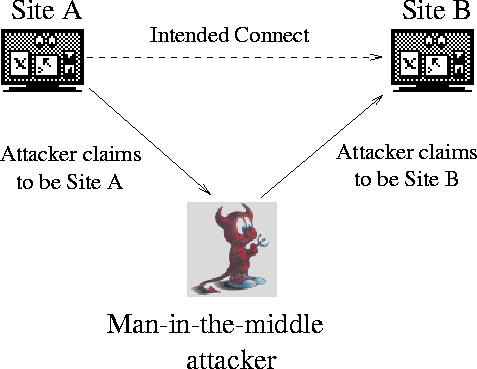 Site A
Site B
Intended Connect
Attacker claims
to be Site A
Attacker claims
to be Site B
Man-in-the-middle
attacker